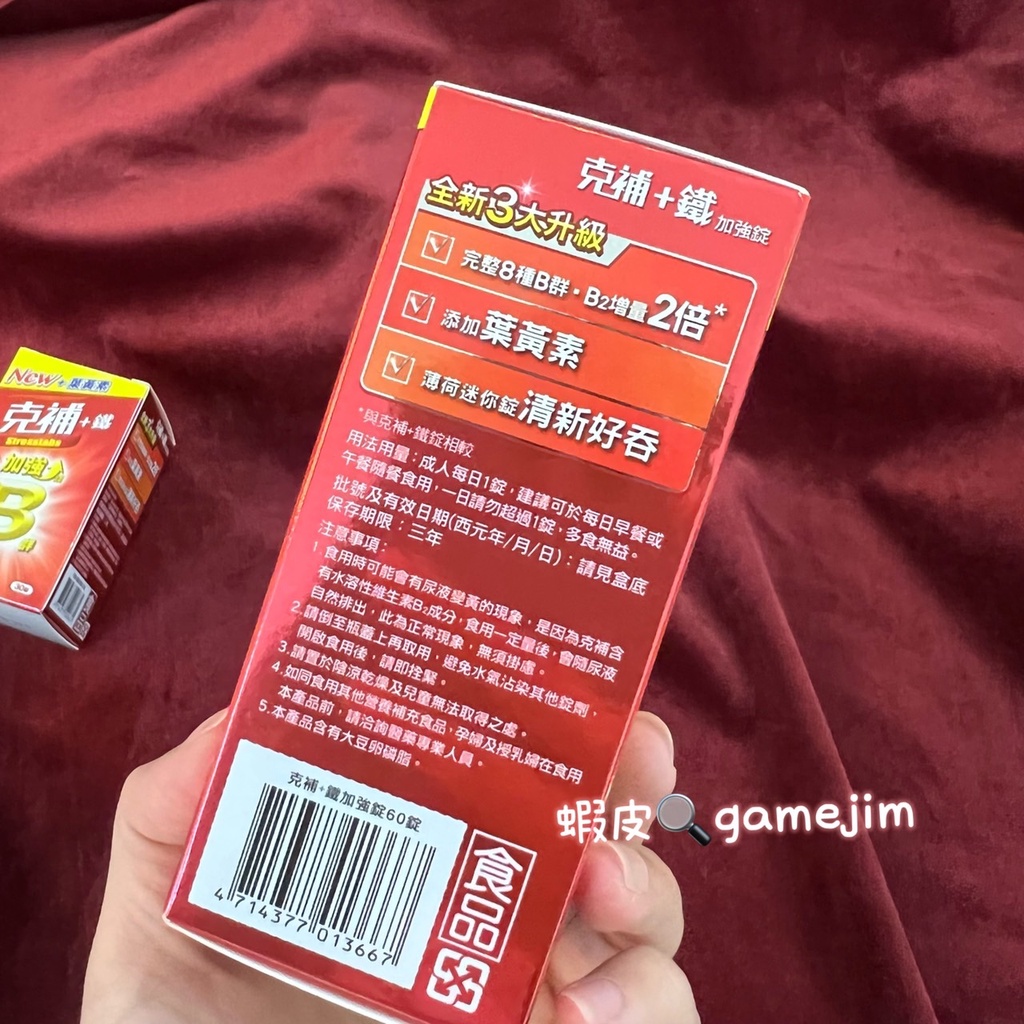 克補+鐵加強錠
全新3大升級
完整8種B群・B2增量2倍*
添加葉黃素
薄荷迷你錠清新好吞
*與克補+鐵錠相較
用法用量：成人每日1錠，建議可於每日早餐或
午餐隨餐食用，一日請勿超過1錠，多食無益。
批號及有效日期(西元年/月/日)：請見盒底
保存期限：三年
注意事項：
1.食用時可能會有尿液變黃的現象，是因為克補含
有水溶性維生素B2成分，食用一定量後，會隨尿液
自然排出，此為正常現象，無須掛慮。
2.請倒至瓶蓋上再取用，避免水氣沾染其他錠劑，
開啟食用後，請即拴緊。
3.請置於陰涼乾燥及兒童無法取得之處。
4.如同食用其他營養補充食品，孕婦及授乳婦在食用
本產品前，請洽詢醫藥專業人員。
5.本產品含有大豆卵磷脂。
克補+鐵加強錠60錠
4 714377 013667
食品
蝦皮 gamejim
New+葉黃素
克補+鐵
Stresstabs
加強
B
群
30錠